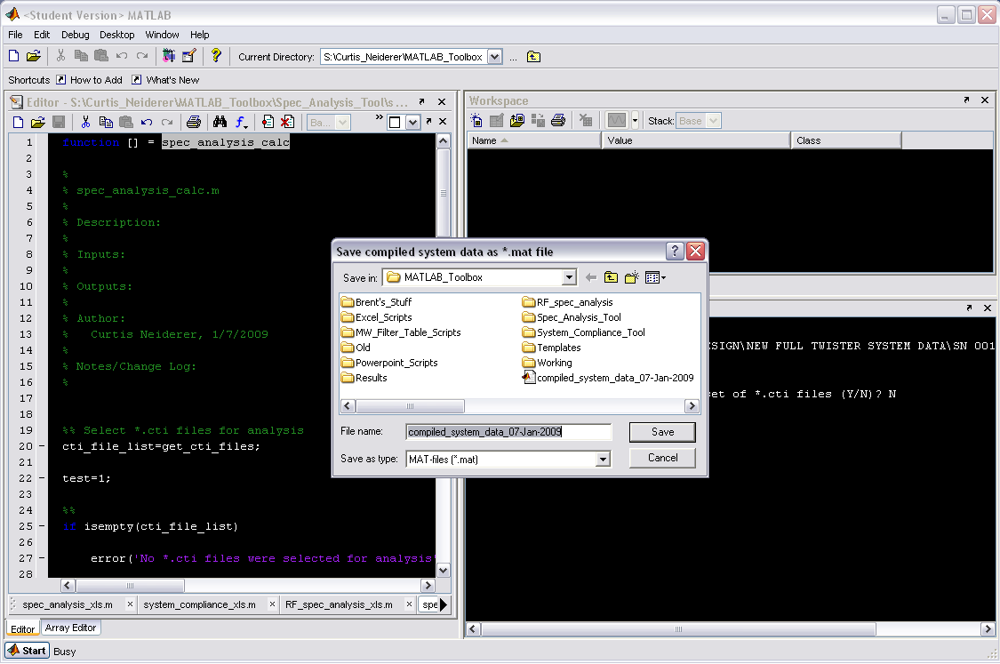 <Student Version> MATLAB
File Edit Debug Desktop Window Help
Current Directory: S:\Curtis_Neiderer\MATLAB_Toolbox ...
Shortcuts How to Add What's New
Editor - S:\Curtis_Neiderer\MATLAB_Toolbox\Spec_Analysis_Tool\s...
Ba...
1 function [] = spec_analysis_calc
2
3 %
4 % spec_analysis_calc.m
5 %
6 % Description:
7 %
8 % Inputs:
9 %
10 % Outputs:
11 %
12 % Author:
13 % Curtis Neiderer, 1/7/2009
14 %
15 % Notes/Change Log:
16 %
17
18
19 %% Select *.cti files for analysis
20 - cti_file_list=get_cti_files;
21
22 - test=1;
23
24 %%
25 - if isempty(cti_file_list)
26
27 - error('No *.cti files were selected for analysis'
28
spec_analysis_xls.m × system_compliance_xls.m × RF_spec_analysis_xls.m × spe
Editor Array Editor
Start Busy
Workspace
Stack: Base
Name Value Class
SIGN\NEW FULL TWISTER SYSTEM DATA\SN 001
set of *.cti files (Y/N)? N
Save compiled system data as *.mat file
Save in: MATLAB_Toolbox
Brent's_Stuff
Excel_Scripts
MW_Filter_Table_Scripts
Old
Powerpoint_Scripts
Results
RF_spec_analysis
Spec_Analysis_Tool
System_Compliance_Tool
Templates
Working
compiled_system_data_07-Jan-2009
File name: compiled_system_data_07-Jan-2009 Save
Save as type: MAT-files (*.mat) Cancel